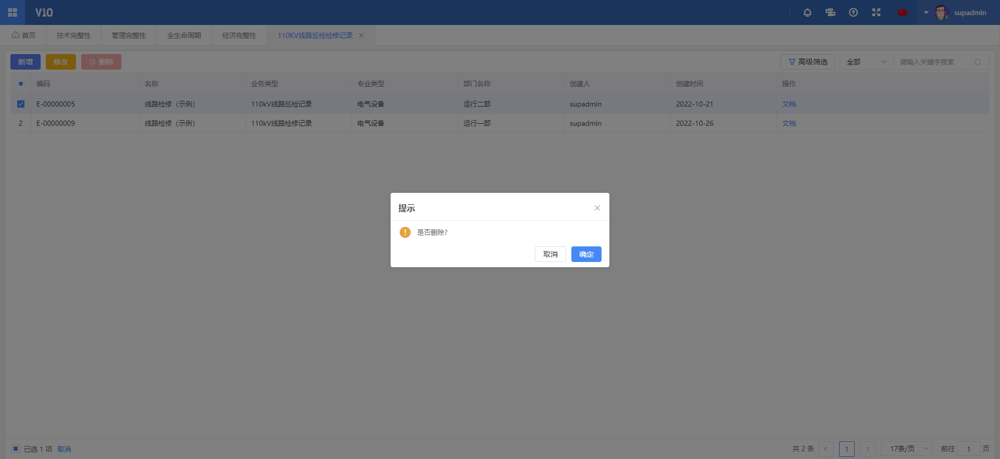 V10
supadmin
首页 技术完整性 管理完整性 全生命周期 经济完整性 110KV线路巡检检修记录
新增 修改 删除 高级筛选 全部 请输入关键字搜索
编码 名称 业务类型 专业类型 部门名称 创建人 创建时间 操作
E-00000005 线路检修（示例） 110kV线路巡检记录 电气设备 运行二部 supadmin 2022-10-21 文档
2 E-00000009 线路检修（示例） 110kV线路检修记录 电气设备 运行一部 supadmin 2022-10-26 文档
提示
是否删除?
取消 确定
已选 1 项 取消 共 2 条 1 17条/页 前往 1 页